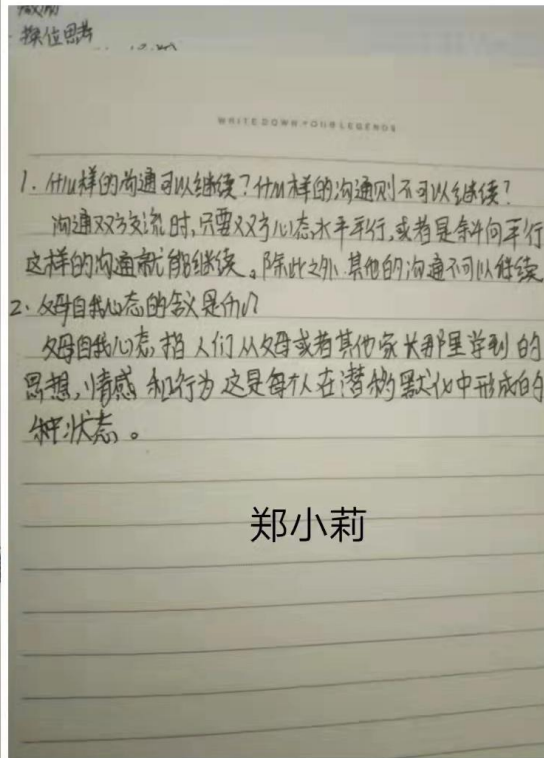 换位思考
WRITE DOWN YOUR LEGENDS
1. 什么样的沟通可以继续？什么样的沟通则不可以继续？
沟通双方交流时,只要双方心态水平平行,或者是条件向平行
这样的沟通就能继续。除此之外.其他的沟通不可以继续
2、父母自我心态的含义是什么
父母自我心态,指人们从父母或者其他家长那里学到的
思想,情感和行为 这是每个人在潜移默化中形成的
种状态。
郑小莉